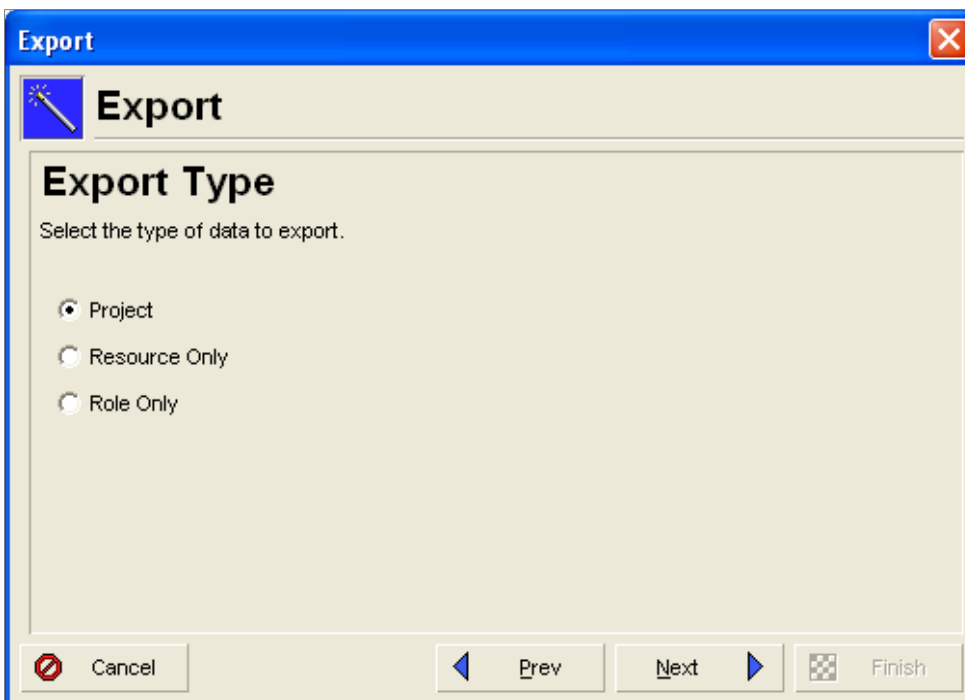 Export
Export
Export Type
Select the type of data to export.
Project
Resource Only
Role Only
Cancel
Prev
Next
Finish